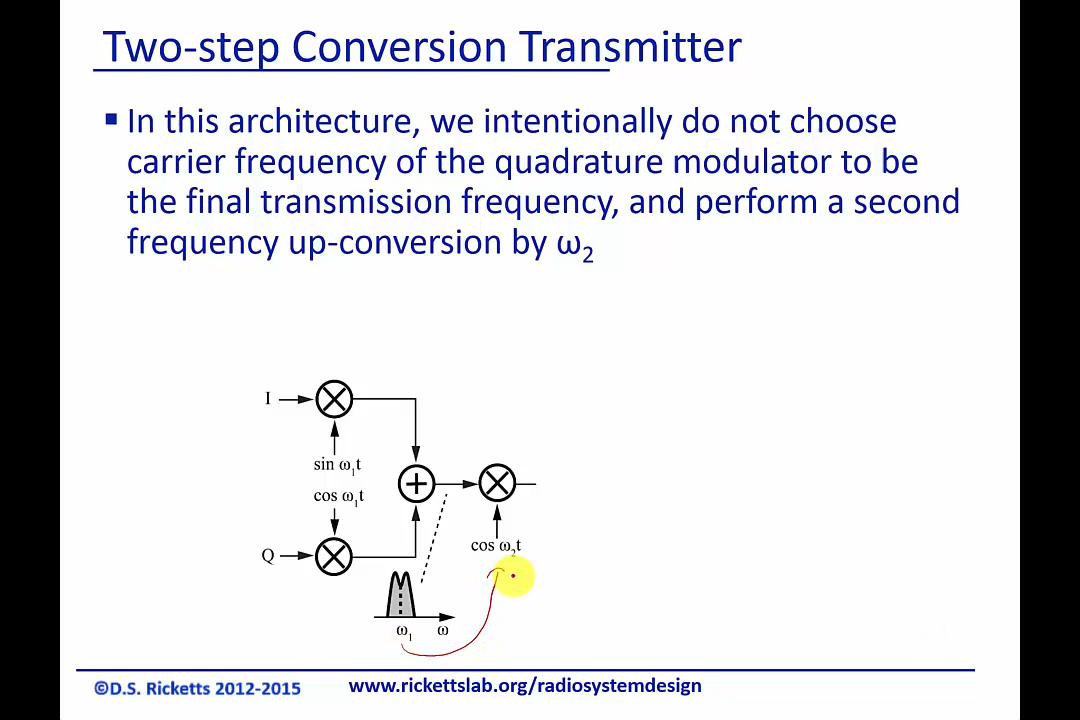 Two-step Conversion Transmitter
▪ In this architecture, we intentionally do not choose
carrier frequency of the quadrature modulator to be
the final transmission frequency, and perform a second
frequency up-conversion by ω₂
I
sin ω₁t
cos ω₁t
Q
cos ω₂t
ω₁ ω
©D.S. Ricketts 2012-2015 www.rickettslab.org/radiosystemdesign